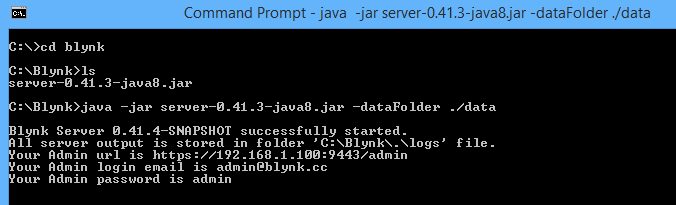 Command Prompt - java  -jar server-0.41.3-java8.jar -dataFolder ./data
C:\>cd blynk
C:\Blynk>ls
server-0.41.3-java8.jar
C:\Blynk>java -jar server-0.41.3-java8.jar -dataFolder ./data
Blynk Server 0.41.4-SNAPSHOT successfully started.
All server output is stored in folder 'C:\Blynk\.\logs' file.
Your Admin url is https://192.168.1.100:9443/admin
Your Admin login email is admin@blynk.cc
Your Admin password is admin